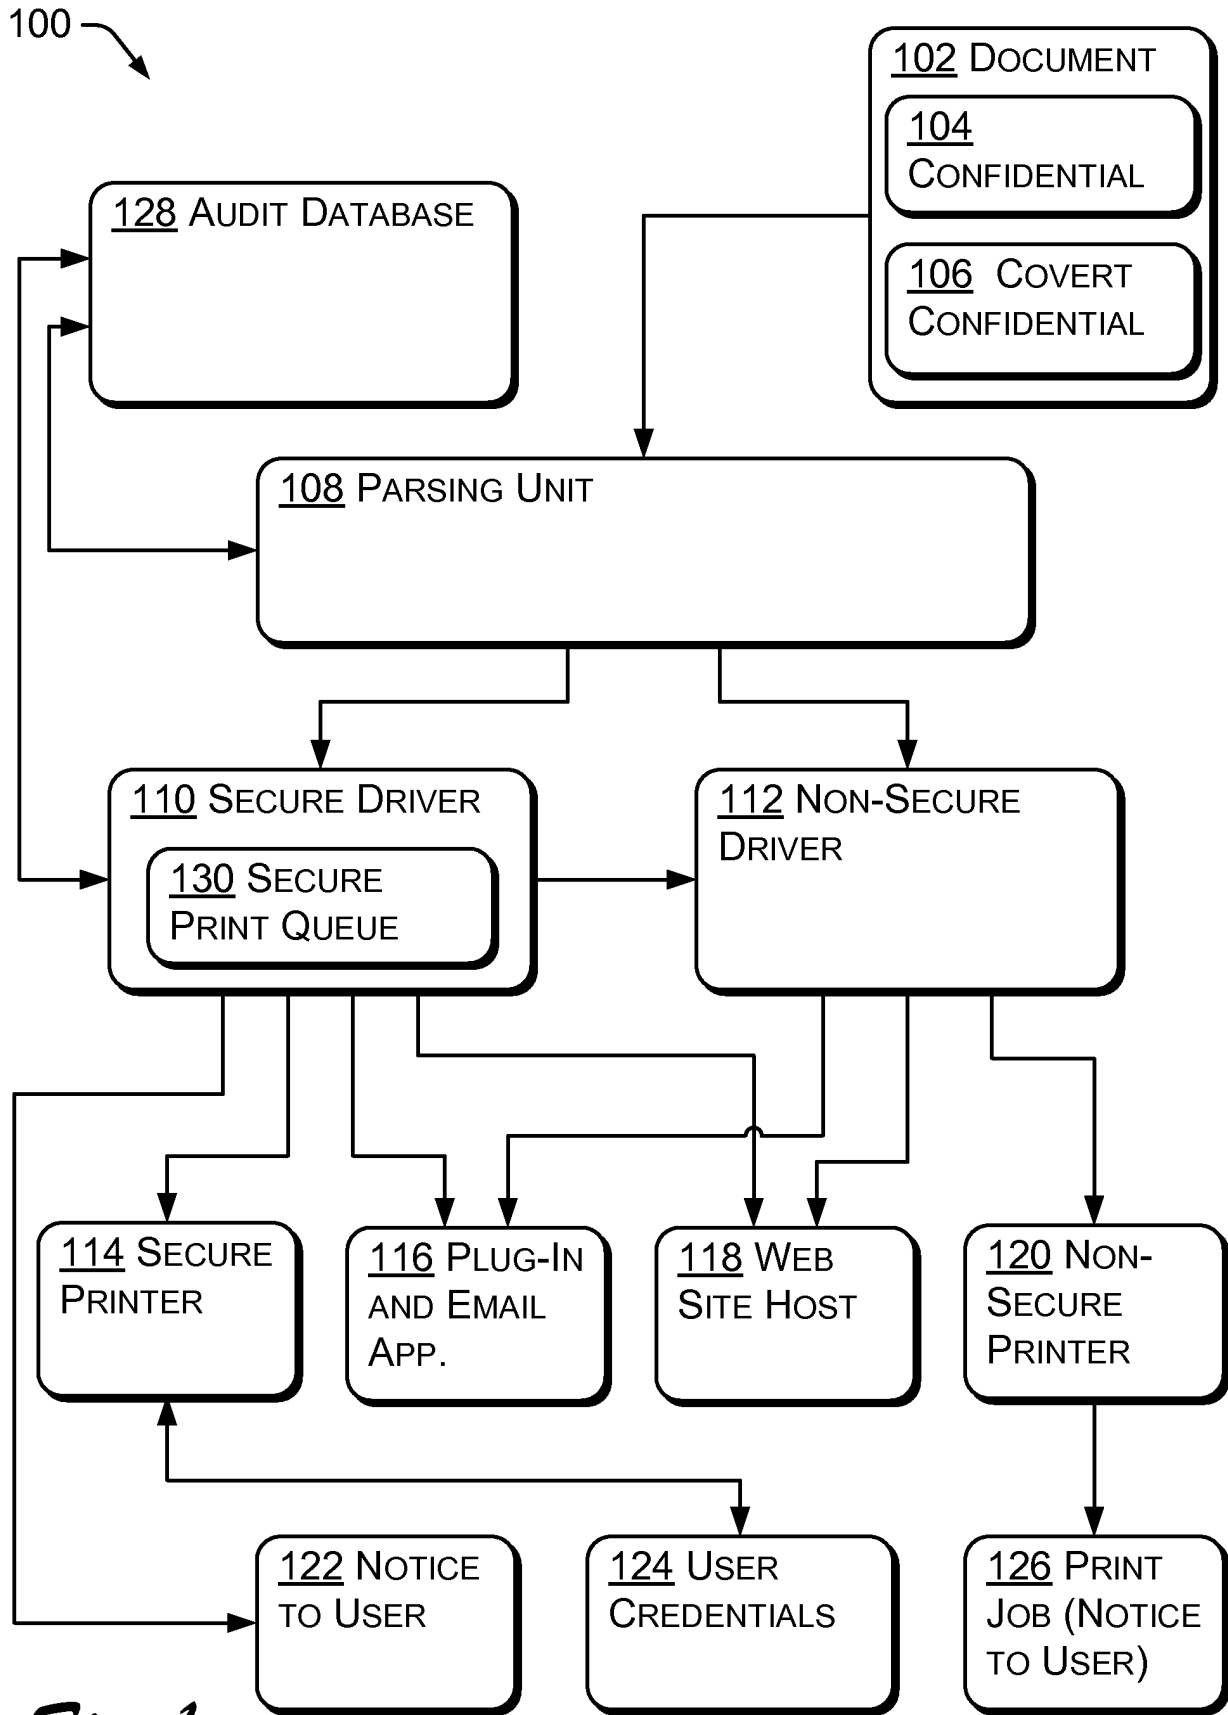 100
102 DOCUMENT
104
CONFIDENTIAL
106 COVERT
CONFIDENTIAL
128 AUDIT DATABASE
108 PARSING UNIT
110 SECURE DRIVER
130 SECURE
PRINT QUEUE
112 NON-SECURE
DRIVER
114 SECURE
PRINTER
116 PLUG-IN
AND EMAIL
APP.
118 WEB
SITE HOST
120 NON-
SECURE
PRINTER
122 NOTICE
TO USER
124 USER
CREDENTIALS
126 PRINT
JOB (NOTICE
TO USER)